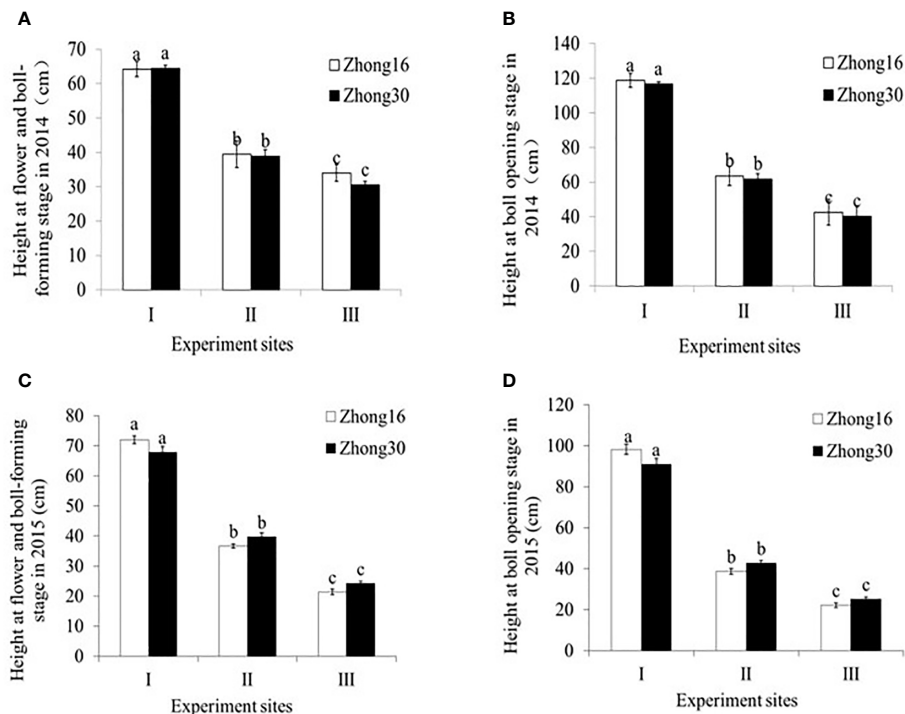 A
Height at flower and boll-
forming stage in 2014 (cm)
70
60
50
40
30
20
10
0
a a
b b
c c
Zhong16
Zhong30
I II III
Experiment sites
B
Height at boll opening stage in
2014 (cm)
140
120
100
80
60
40
20
0
a a
b b
c c
Zhong16
Zhong30
I II III
Experiment sites
C
Height at flower and boll-forming
stage in 2015 (cm)
80
70
60
50
40
30
20
10
0
a a
b b
c c
Zhong16
Zhong30
I II III
Experiment sites
D
Height at boll opening stage in
2015 (cm)
120
100
80
60
40
20
0
a a
b b
c c
Zhong16
Zhong30
I II III
Experiment sites